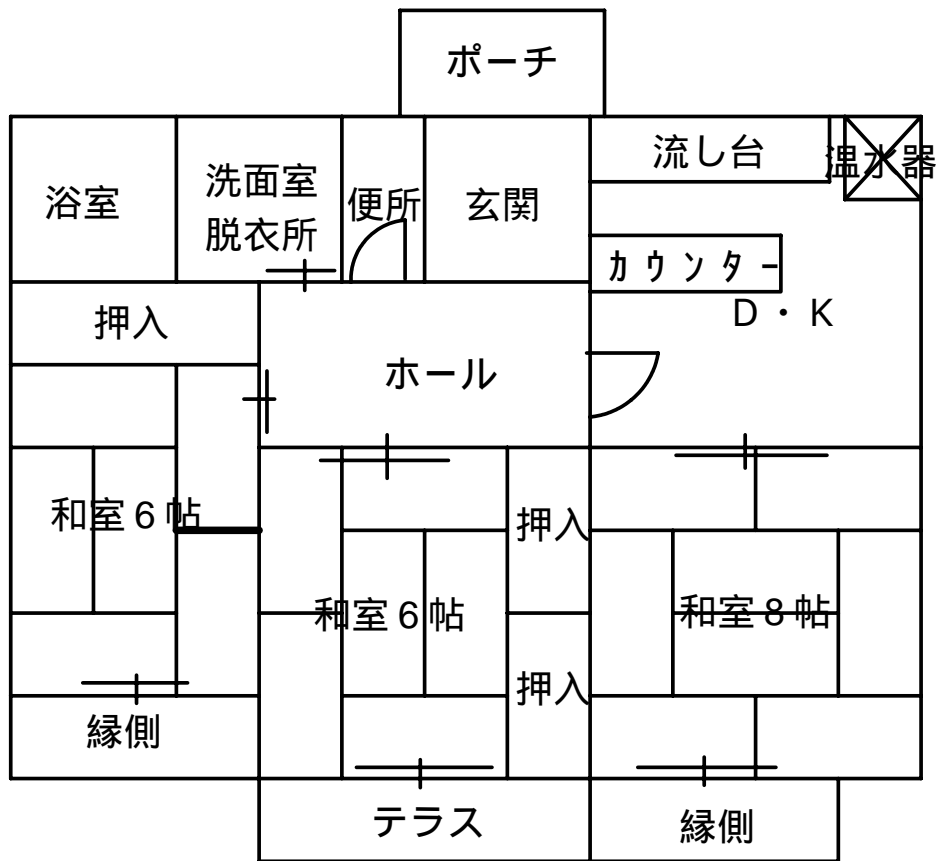 ポーチ
浴室
洗面室
脱衣所
便所
玄関
流し台
温水器
ｶｳﾝﾀｰ
D・K
押入
ホール
和室6帖
押入
和室6帖
和室8帖
押入
縁側
テラス
縁側